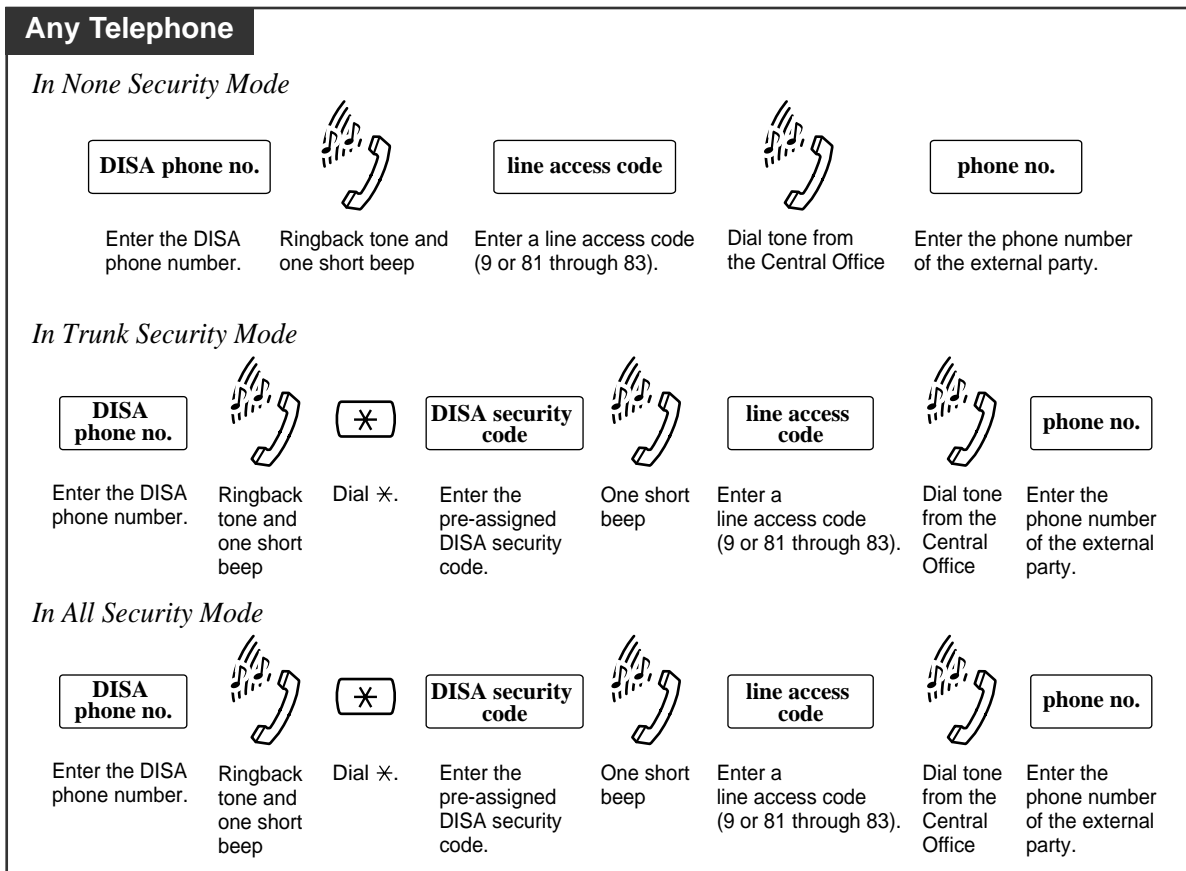 Any Telephone
In None Security Mode
DISA phone no.
line access code
phone no.
Enter the DISA
phone number.
Ringback tone and
one short beep
Enter a line access code
(9 or 81 through 83).
Dial tone from
the Central Office
Enter the phone number
of the external party.
In Trunk Security Mode
DISA
phone no.
DISA security
code
line access
code
phone no.
Enter the DISA
phone number.
Ringback
tone and
one short
beep
Dial ✳.
Enter the
pre-assigned
DISA security
code.
One short
beep
Enter a
line access code
(9 or 81 through 83).
Dial tone
from the
Central
Office
Enter the
phone number
of the external
party.
In All Security Mode
DISA
phone no.
DISA security
code
line access
code
phone no.
Enter the DISA
phone number.
Ringback
tone and
one short
beep
Dial ✳.
Enter the
pre-assigned
DISA security
code.
One short
beep
Enter a
line access code
(9 or 81 through 83).
Dial tone
from the
Central
Office
Enter the
phone number
of the external
party.